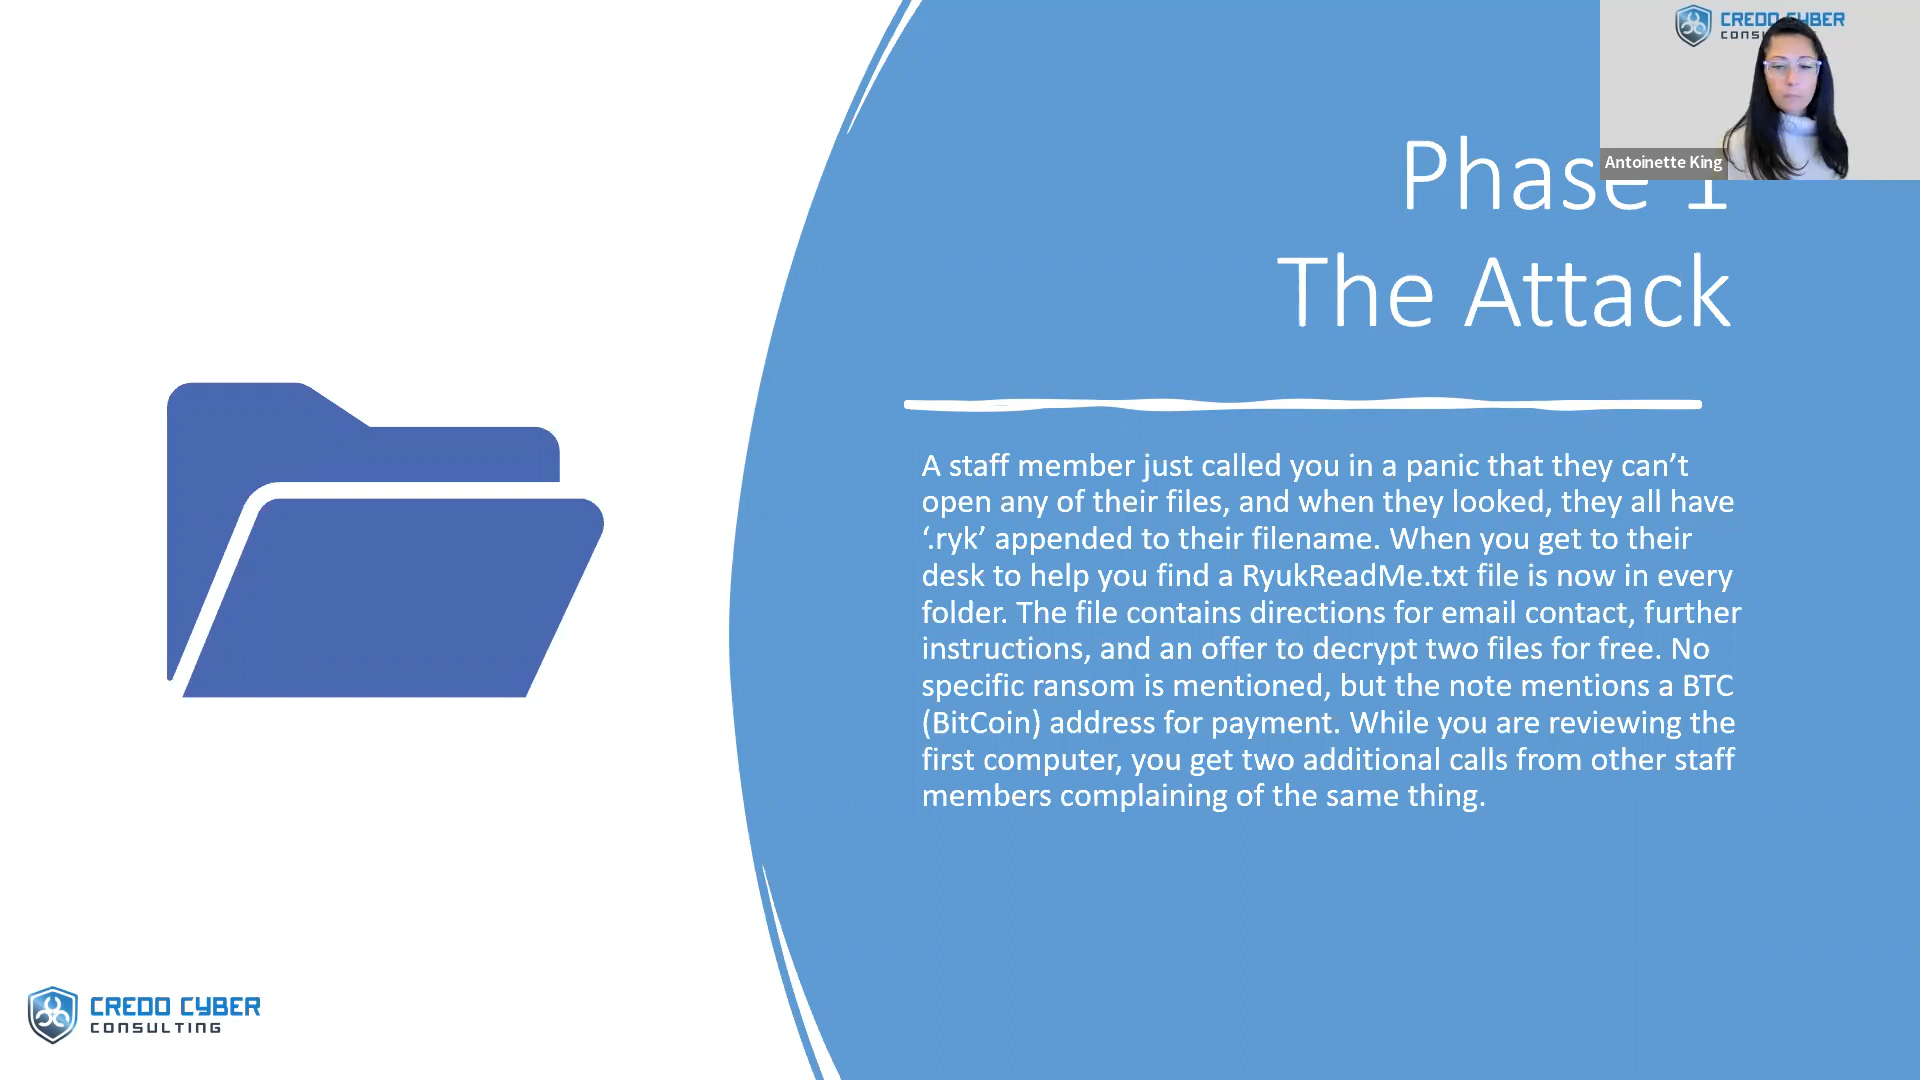 CREDO CYBER
Antoinette King
Phase 1
The Attack
A staff member just called you in a panic that they can’t
open any of their files, and when they looked, they all have
‘.ryk’ appended to their filename. When you get to their
desk to help you find a RyukReadMe.txt file is now in every
folder. The file contains directions for email contact, further
instructions, and an offer to decrypt two files for free. No
specific ransom is mentioned, but the note mentions a BTC
(BitCoin) address for payment. While you are reviewing the
first computer, you get two additional calls from other staff
members complaining of the same thing.
CREDO CYBER
CONSULTING